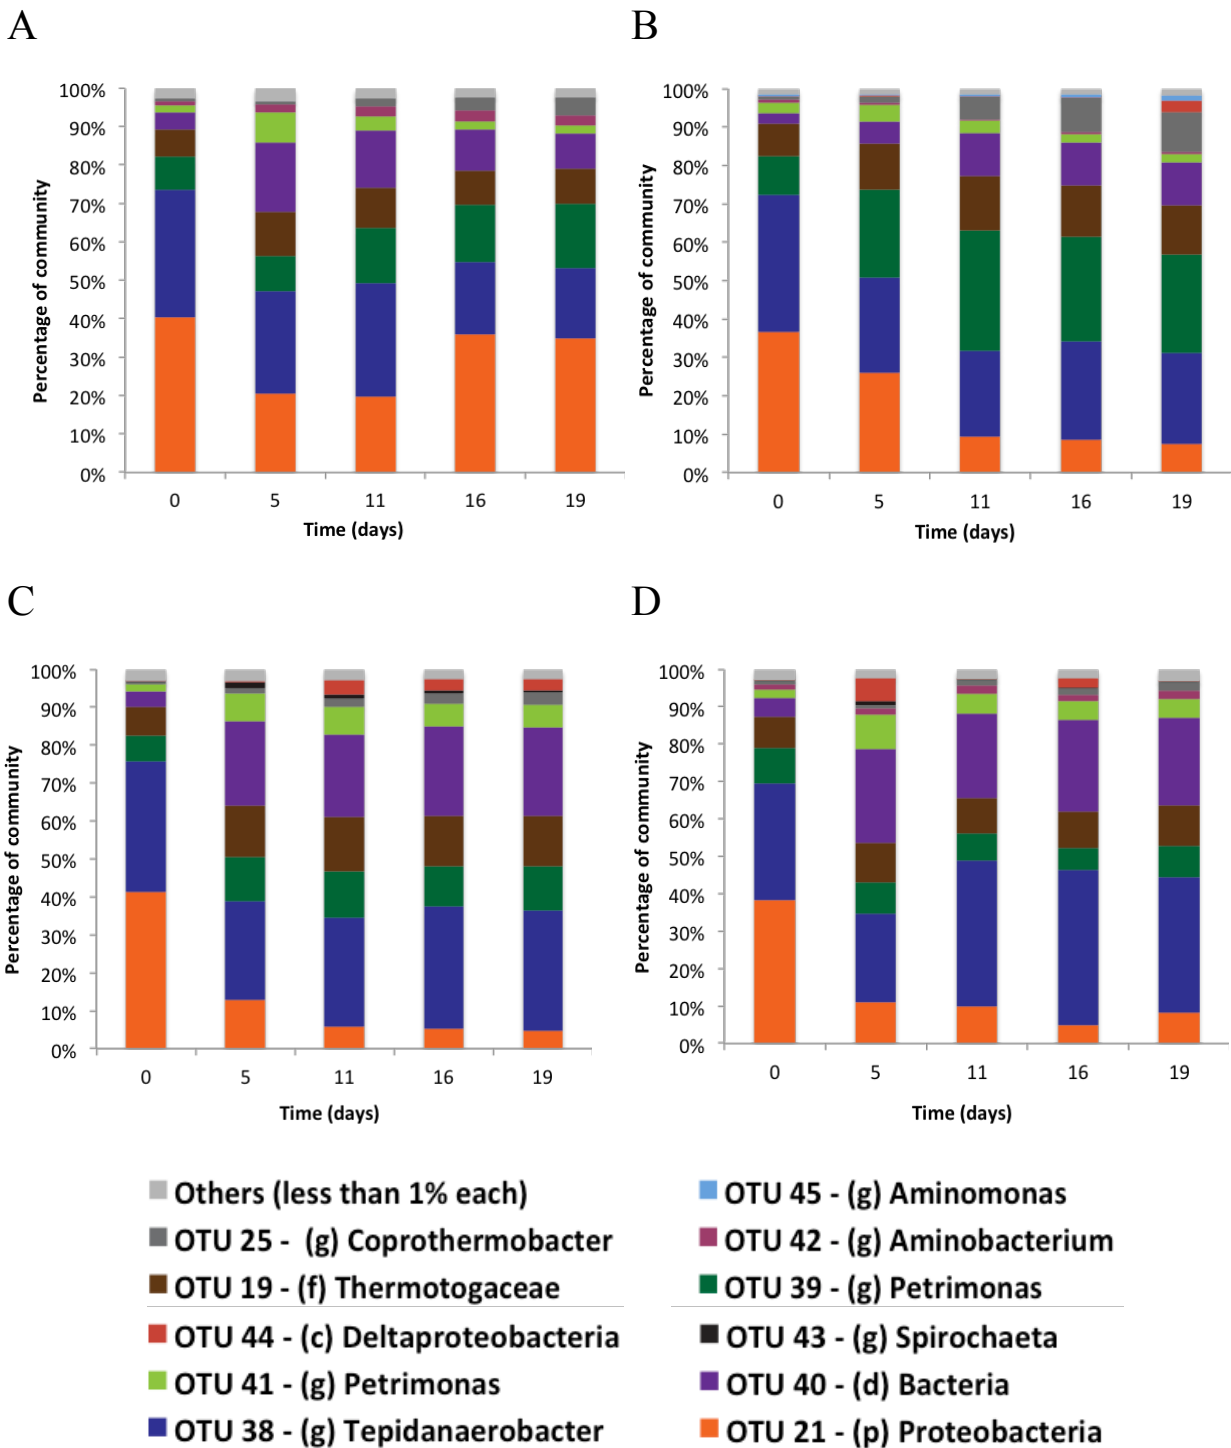 A
B
100%
90%
80%
70%
60%
50%
40%
30%
20%
10%
0%
Percentage of community
0 5 11 16 19
Time (days)
100%
90%
80%
70%
60%
50%
40%
30%
20%
10%
0%
Percentage of community
0 5 11 16 19
Time (days)
C
D
100%
90%
80%
70%
60%
50%
40%
30%
20%
10%
0%
Percentage of community
0 5 11 16 19
Time (days)
100%
90%
80%
70%
60%
50%
40%
30%
20%
10%
0%
Percentage of community
0 5 11 16 19
Time (days)
Others (less than 1% each)
OTU 25 - (g) Coprothermobacter
OTU 19 - (f) Thermotogaceae
OTU 44 - (c) Deltaproteobacteria
OTU 41 - (g) Petrimonas
OTU 38 - (g) Tepidanaerobacter
OTU 45 - (g) Aminomonas
OTU 42 - (g) Aminobacterium
OTU 39 - (g) Petrimonas
OTU 43 - (g) Spirochaeta
OTU 40 - (d) Bacteria
OTU 21 - (p) Proteobacteria